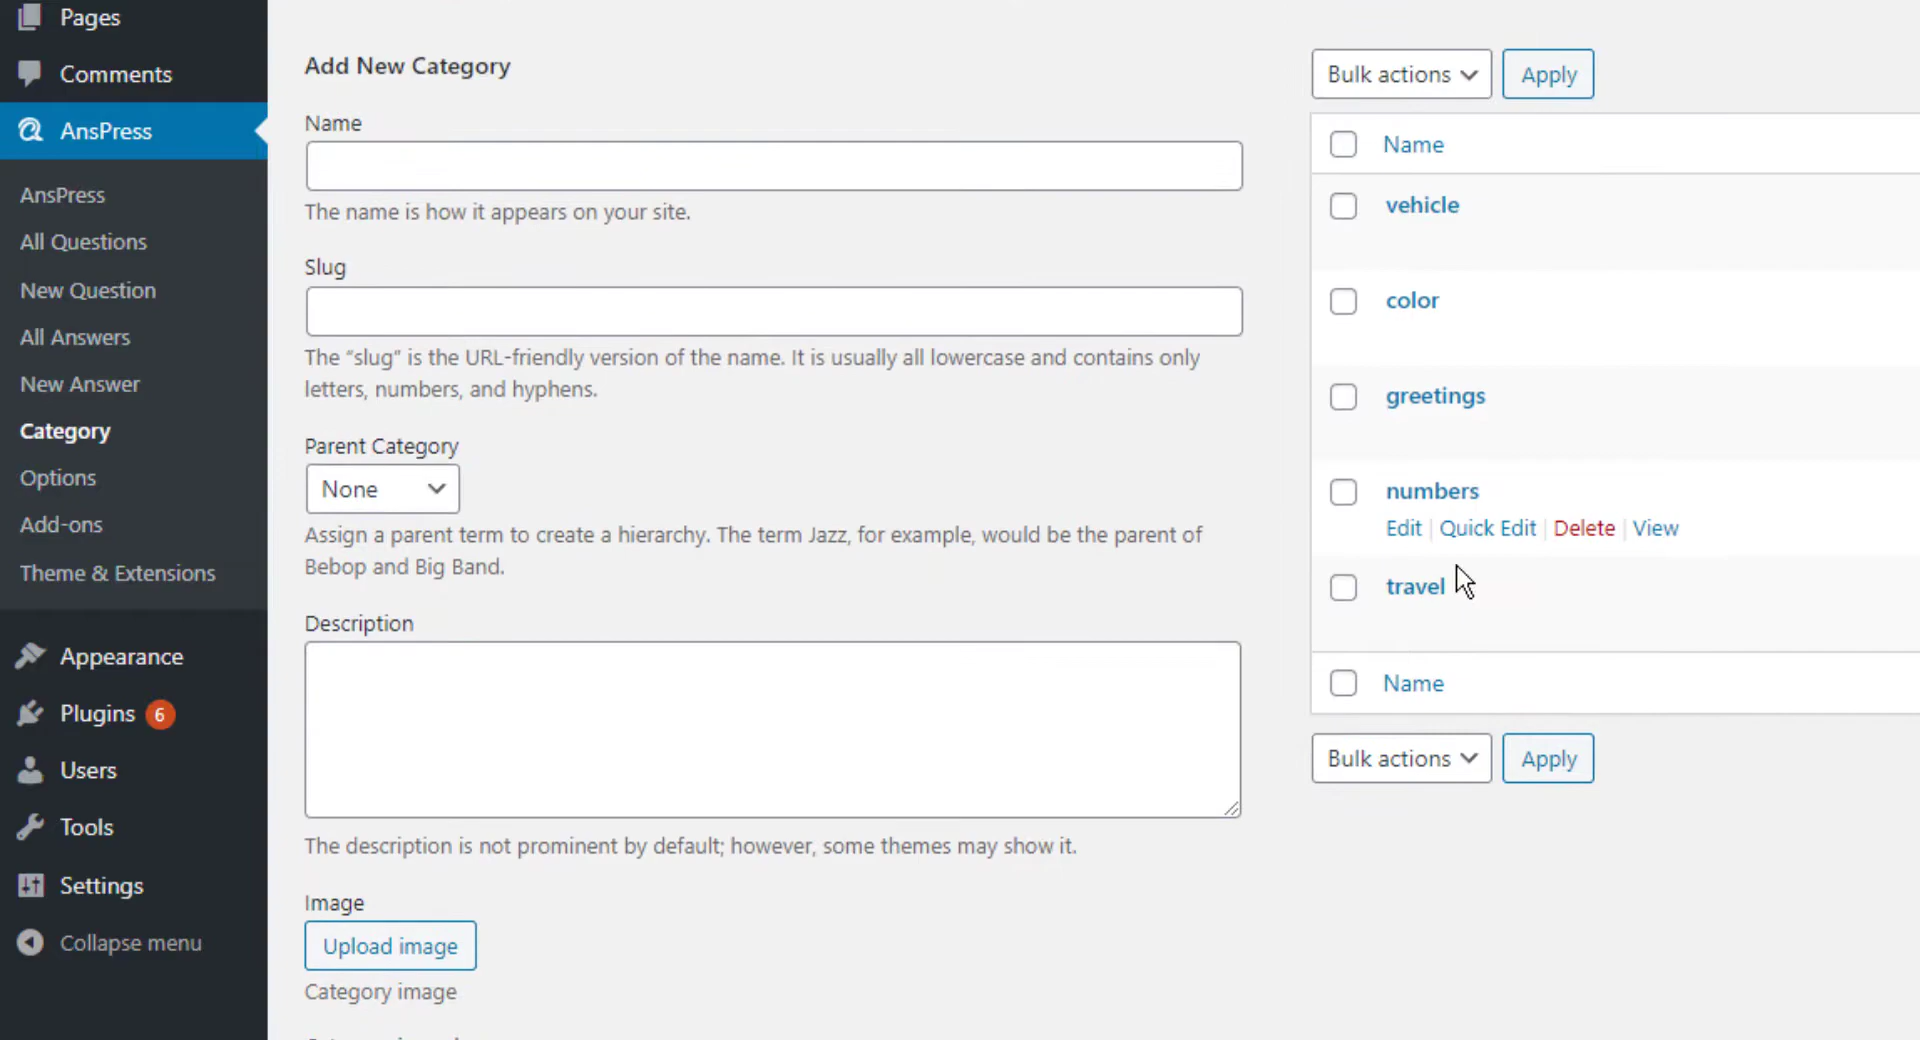 Pages
Comments
AnsPress
AnsPress
All Questions
New Question
All Answers
New Answer
Category
Options
Add-ons
Theme & Extensions
Appearance
Plugins 6
Users
Tools
Settings
Collapse menu
Add New Category
Name
The name is how it appears on your site.
Slug
The “slug” is the URL-friendly version of the name. It is usually all lowercase and contains only
letters, numbers, and hyphens.
Parent Category
None
Assign a parent term to create a hierarchy. The term Jazz, for example, would be the parent of
Bebop and Big Band.
Description
The description is not prominent by default; however, some themes may show it.
Image
Upload image
Category image
Bulk actions Apply
Name
vehicle
color
greetings
numbers
Edit | Quick Edit | Delete | View
travel
Name
Bulk actions Apply